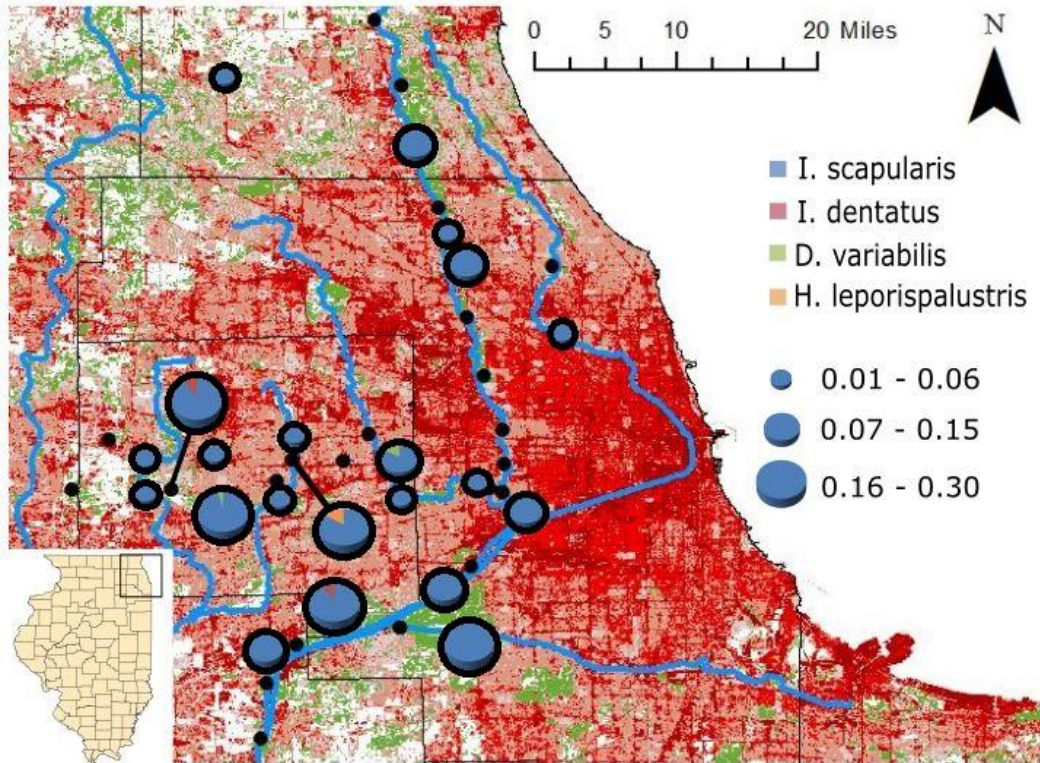 0 5 10 20 Miles
N
I. scapularis
I. dentatus
D. variabilis
H. leporispalustris
0.01 - 0.06
0.07 - 0.15
0.16 - 0.30